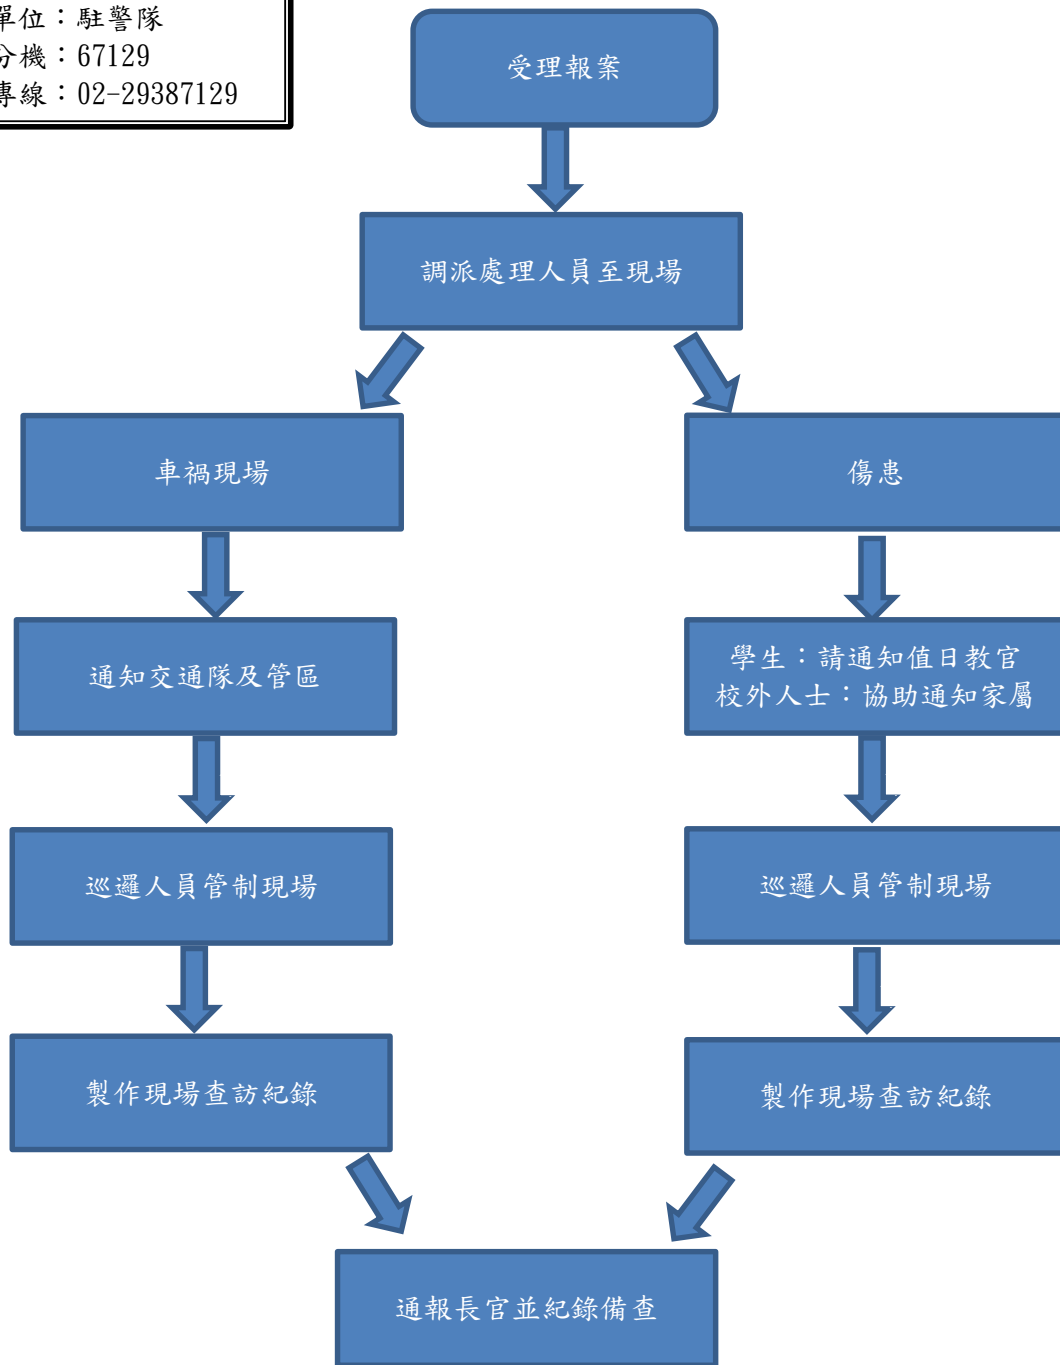 單位：駐警隊
分機：67129
專線：02-29387129
受理報案
調派處理人員至現場
車禍現場
傷患
通知交通隊及管區
學生：請通知值日教官
校外人士：協助通知家屬
巡邏人員管制現場
巡邏人員管制現場
製作現場查訪紀錄
製作現場查訪紀錄
通報長官並紀錄備查